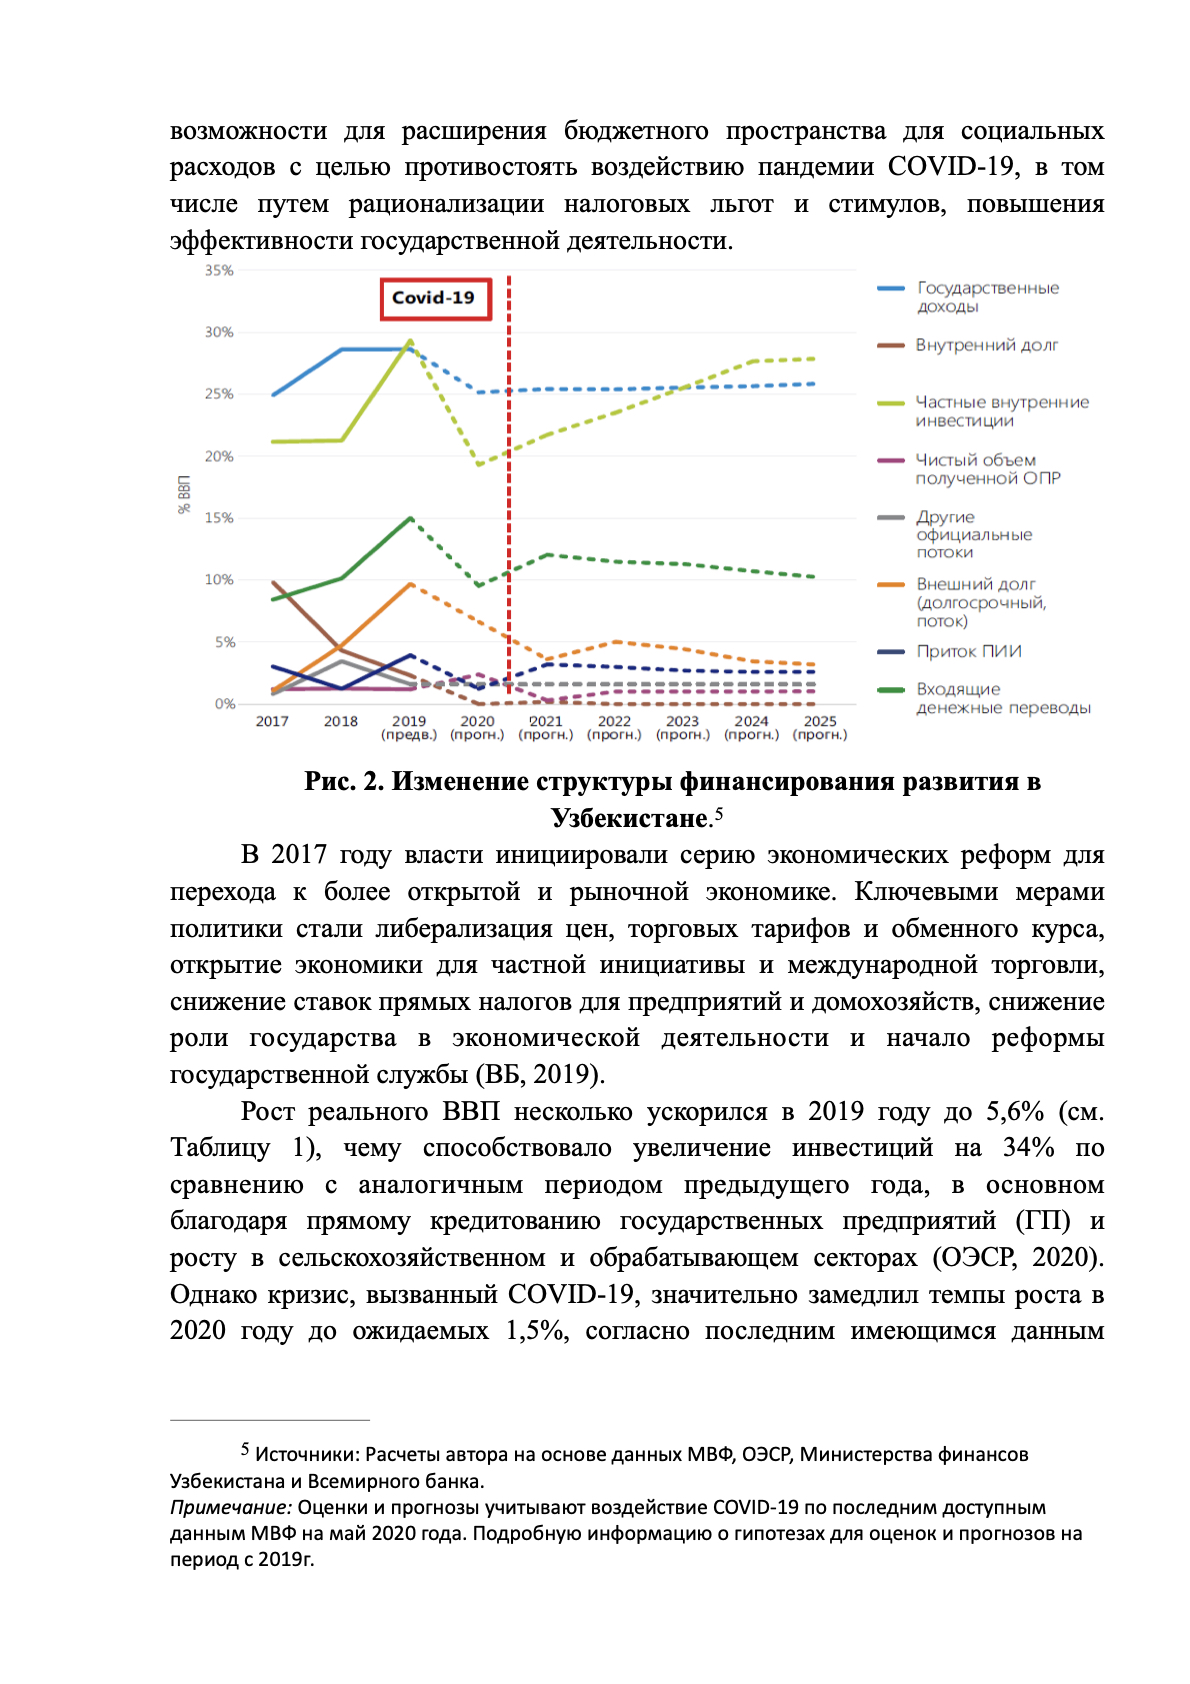 возможности для расширения бюджетного пространства для социальных
расходов с целью противостоять воздействию пандемии COVID-19, в том
числе путем рационализации налоговых льгот и стимулов, повышения
эффективности государственной деятельности.
35%
30%
25%
20%
15%
10%
5%
0%
% ВВП
Covid-19
2017
2018
2019
(предв.)
2020
(прогн.)
2021
(прогн.)
2022
(прогн.)
2023
(прогн.)
2024
(прогн.)
2025
(прогн.)
Государственные
доходы
Внутренний долг
Частные внутренние
инвестиции
Чистый объем
полученной ОПР
Другие
официальные
потоки
Внешний долг
(долгосрочный,
поток)
Приток ПИИ
Входящие
денежные переводы
Рис. 2. Изменение структуры финансирования развития в
Узбекистане.5
В 2017 году власти инициировали серию экономических реформ для
перехода к более открытой и рыночной экономике. Ключевыми мерами
политики стали либерализация цен, торговых тарифов и обменного курса,
открытие экономики для частной инициативы и международной торговли,
снижение ставок прямых налогов для предприятий и домохозяйств, снижение
роли государства в экономической деятельности и начало реформы
государственной службы (ВБ, 2019).
Рост реального ВВП несколько ускорился в 2019 году до 5,6% (см.
Таблицу 1), чему способствовало увеличение инвестиций на 34% по
сравнению с аналогичным периодом предыдущего года, в основном
благодаря прямому кредитованию государственных предприятий (ГП) и
росту в сельскохозяйственном и обрабатывающем секторах (ОЭСР, 2020).
Однако кризис, вызванный COVID-19, значительно замедлил темпы роста в
2020 году до ожидаемых 1,5%, согласно последним имеющимся данным
5 Источники: Расчеты автора на основе данных МВФ, ОЭСР, Министерства финансов
Узбекистана и Всемирного банка.
Примечание: Оценки и прогнозы учитывают воздействие COVID-19 по последним доступным
данным МВФ на май 2020 года. Подробную информацию о гипотезах для оценок и прогнозов на
период с 2019г.